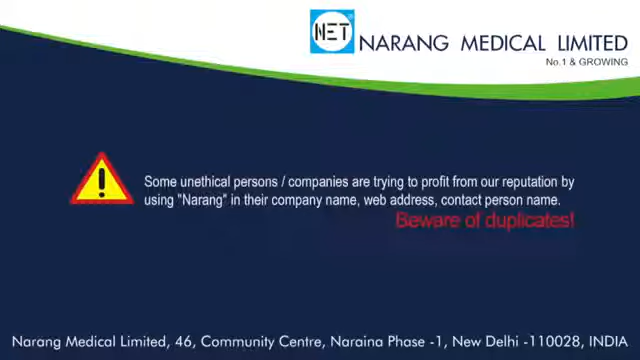 NET
NARANG MEDICAL LIMITED
No.1 & GROWING
Some unethical persons / companies are trying to profit from our reputation by
using "Narang" in their company name, web address, contact person name.
Beware of duplicates!
Narang Medical Limited, 46, Community Centre, Naraina Phase -1, New Delhi -110028, INDIA